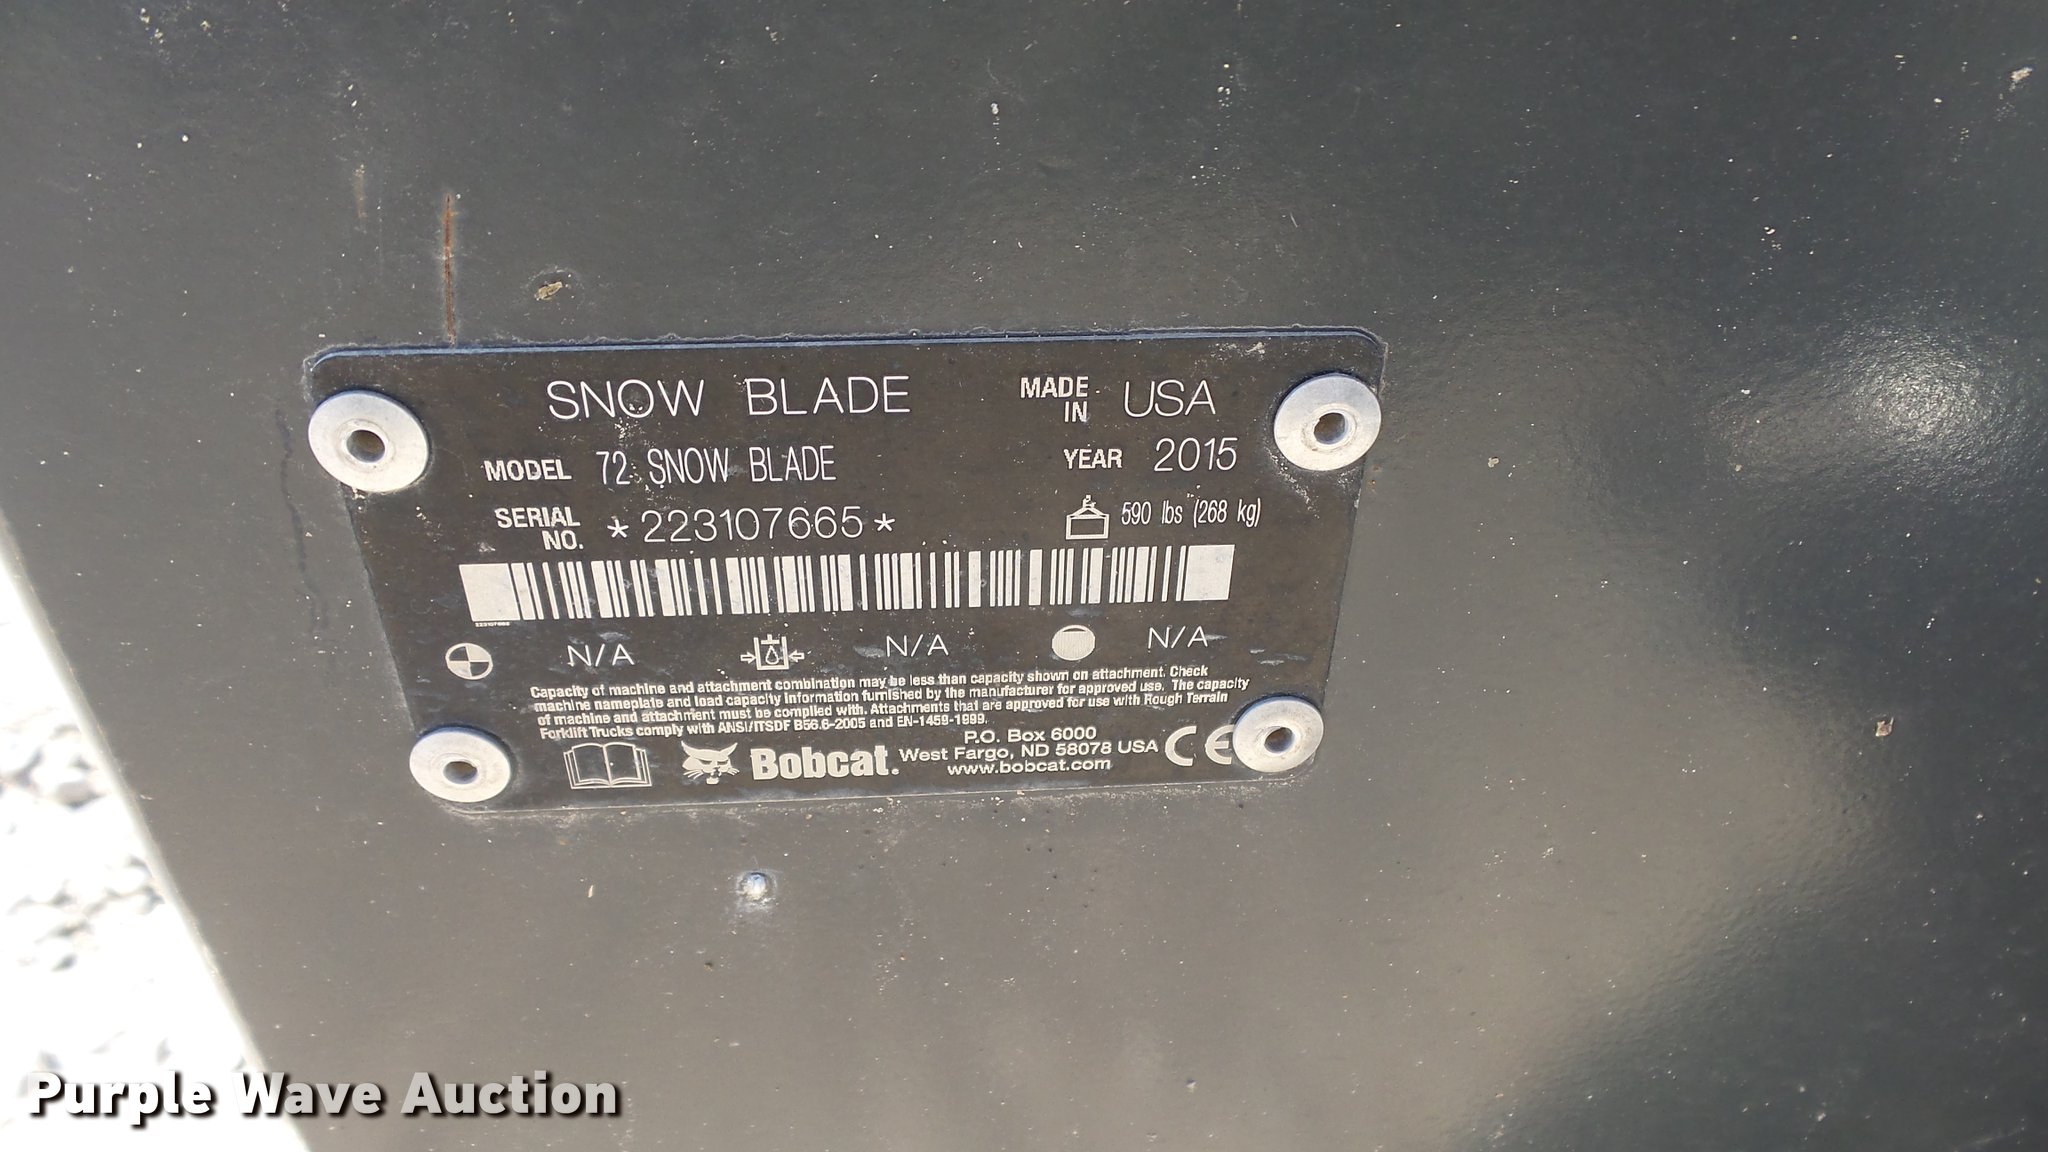 SNOW BLADE
MADE IN USA
MODEL 72 SNOW BLADE
YEAR 2015
SERIAL NO. *223107665*
590 lbs (268 kg)
223107665
N/A N/A N/A
Capacity of machine and attachment combination may be less than capacity shown on attachment. Check
machine nameplate and load capacity information furnished by the manufacturer for approved use. The capacity
of machine and attachment must be complied with. Attachments that are approved for use with Rough Terrain
Forklift Trucks comply with ANSI/ITSDF B56.6-2005 and EN-1459-1999.
Bobcat.
P.O. Box 6000
West Fargo, ND 58078 USA
www.bobcat.com
CE
Purple Wave Auction